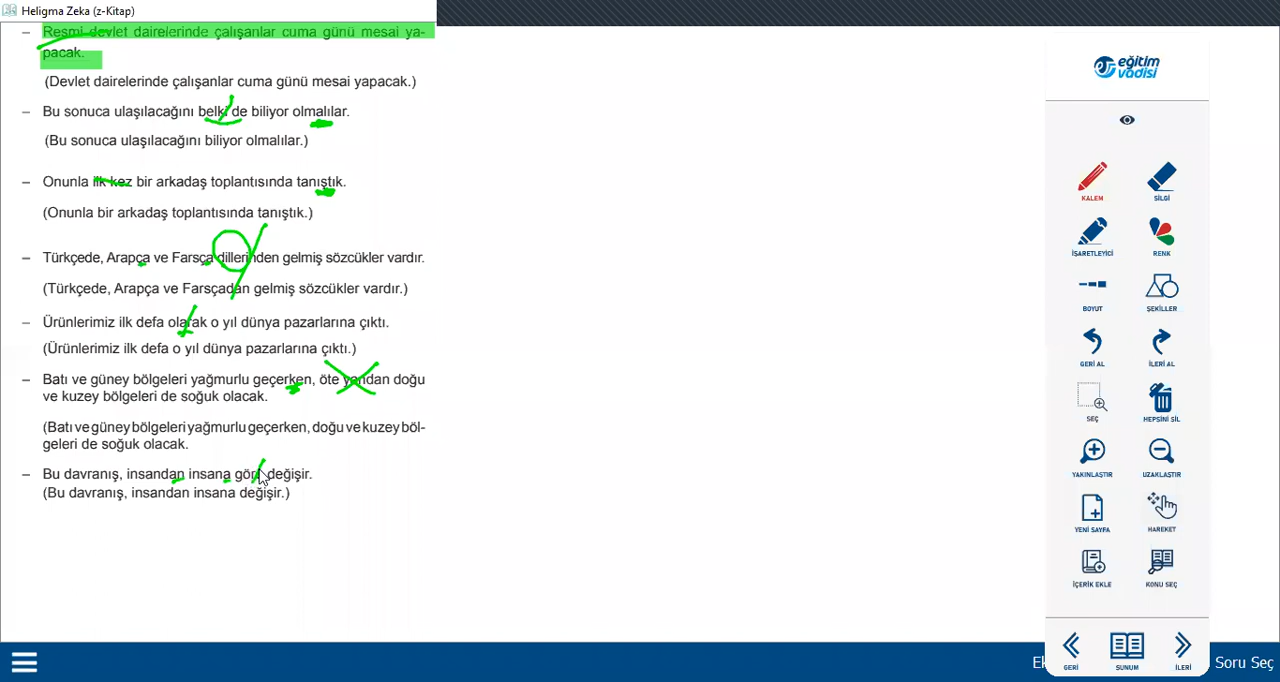 Heligma Zeka (z-Kitap)
– Resmi devlet dairelerinde çalışanlar cuma günü mesai ya-
pacak.
(Devlet dairelerinde çalışanlar cuma günü mesai yapacak.)
– Bu sonuca ulaşılacağını belki de biliyor olmalılar.
(Bu sonuca ulaşılacağını biliyor olmalılar.)
– Onunla ilk kez bir arkadaş toplantısında tanıştık.
(Onunla bir arkadaş toplantısında tanıştık.)
– Türkçede, Arapça ve Farsça dillerinden gelmiş sözcükler vardır.
(Türkçede, Arapça ve Farsçadan gelmiş sözcükler vardır.)
– Ürünlerimiz ilk defa olarak o yıl dünya pazarlarına çıktı.
(Ürünlerimiz ilk defa o yıl dünya pazarlarına çıktı.)
– Batı ve güney bölgeleri yağmurlu geçerken, öte yandan doğu
ve kuzey bölgeleri de soğuk olacak.
(Batı ve güney bölgeleri yağmurlu geçerken, doğu ve kuzey böl-
geleri de soğuk olacak.
– Bu davranış, insandan insana göre değişir.
(Bu davranış, insandan insana değişir.)
eğitim
vadisi
KALEM SİLGİ
İŞARETLEYİCİ RENK
BOYUT ŞEKİLLER
GERİ AL İLERİ AL
SEÇ HEPSİNİ SİL
YAKINLAŞTIR UZAKLAŞTIR
YENİ SAYFA HAREKET
İÇERİK EKLE KONU SEÇ
GERİ SUNUM İLERİ
Ek
Soru Seç